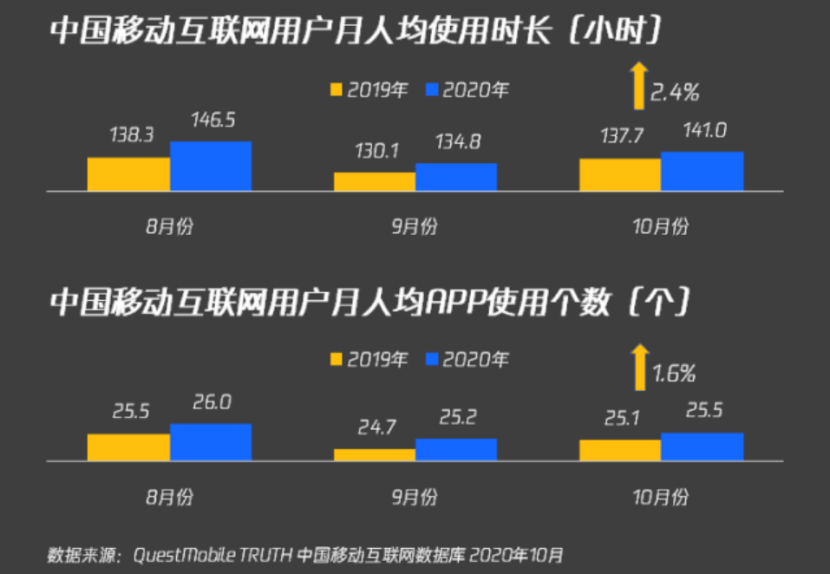 中国移动互联网用户月人均使用时长（小时）
2019年 2020年 2.4%
138.3 146.5 130.1 134.8 137.7 141.0
8月份 9月份 10月份
中国移动互联网用户月人均APP使用个数（个）
2019年 2020年 1.6%
25.5 26.0 24.7 25.2 25.1 25.5
8月份 9月份 10月份
数据来源：QuestMobile TRUTH 中国移动互联网数据库 2020年10月